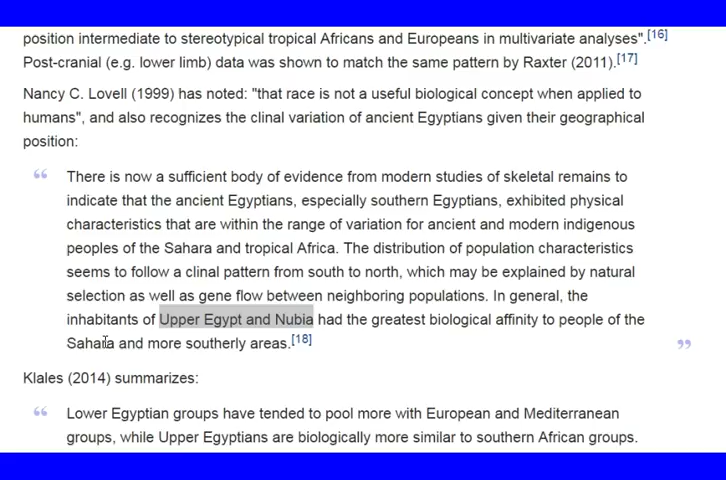 position intermediate to stereotypical tropical Africans and Europeans in multivariate analyses".[16]
Post-cranial (e.g. lower limb) data was shown to match the same pattern by Raxter (2011).[17]
Nancy C. Lovell (1999) has noted: "that race is not a useful biological concept when applied to
humans", and also recognizes the clinal variation of ancient Egyptians given their geographical
position:
“ There is now a sufficient body of evidence from modern studies of skeletal remains to
indicate that the ancient Egyptians, especially southern Egyptians, exhibited physical
characteristics that are within the range of variation for ancient and modern indigenous
peoples of the Sahara and tropical Africa. The distribution of population characteristics
seems to follow a clinal pattern from south to north, which may be explained by natural
selection as well as gene flow between neighboring populations. In general, the
inhabitants of Upper Egypt and Nubia had the greatest biological affinity to people of the
Sahara and more southerly areas.[18] ”
Klales (2014) summarizes:
“ Lower Egyptian groups have tended to pool more with European and Mediterranean
groups, while Upper Egyptians are biologically more similar to southern African groups.